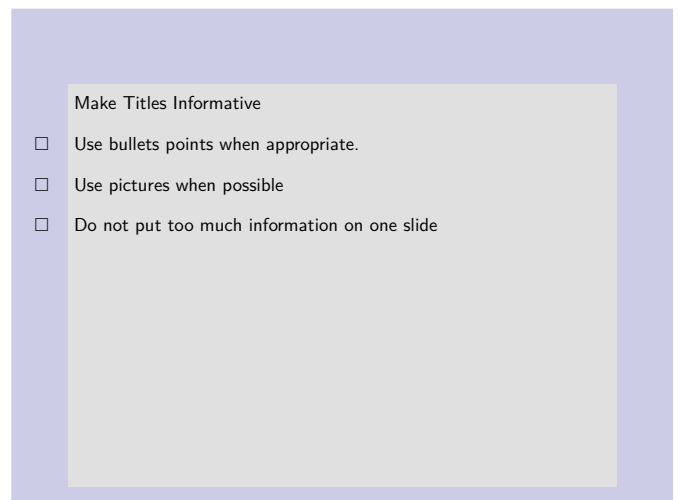 Make Titles Informative
☐ Use bullets points when appropriate.
☐ Use pictures when possible
☐ Do not put too much information on one slide